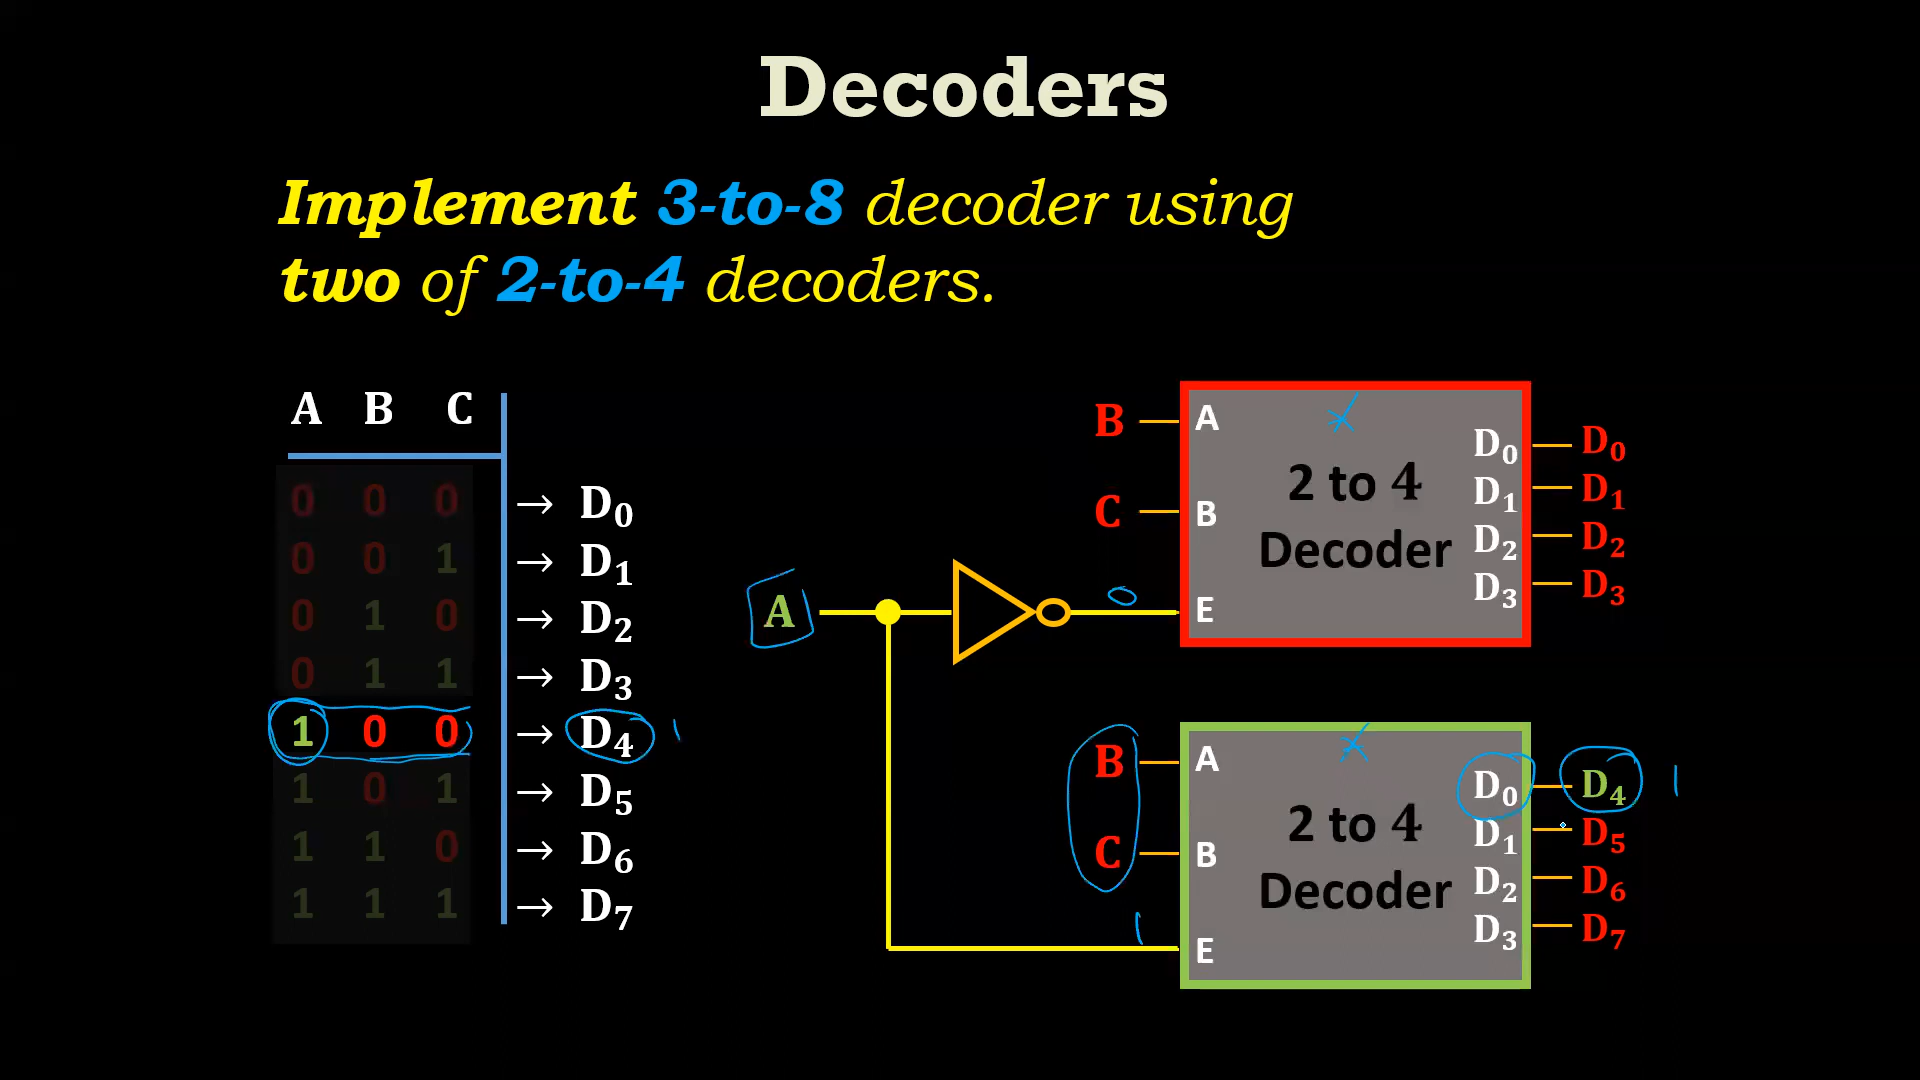 Decoders
Implement 3-to-8 decoder using
two of 2-to-4 decoders.
A B C
0 0 0 → D₀
0 0 1 → D₁
0 1 0 → D₂
0 1 1 → D₃
1 0 0 → D₄ 1
1 0 1 → D₅
1 1 0 → D₆
1 1 1 → D₇
A
B A
C B
0 E
2 to 4
Decoder
D₀ D₀
D₁ D₁
D₂ D₂
D₃ D₃
B A
C B
1 E
2 to 4
Decoder
D₀ D₄ 1
D₁ D₅
D₂ D₆
D₃ D₇